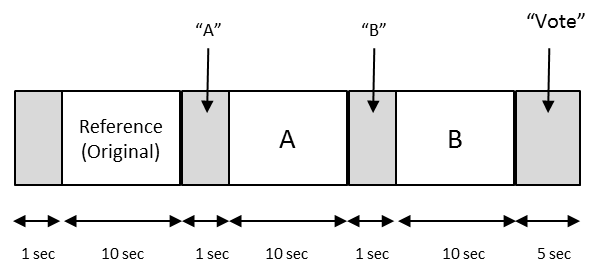 “A”
“B”
“Vote”
Reference
(Original)
A
B
1 sec
10 sec
1 sec
10 sec
1 sec
10 sec
5 sec